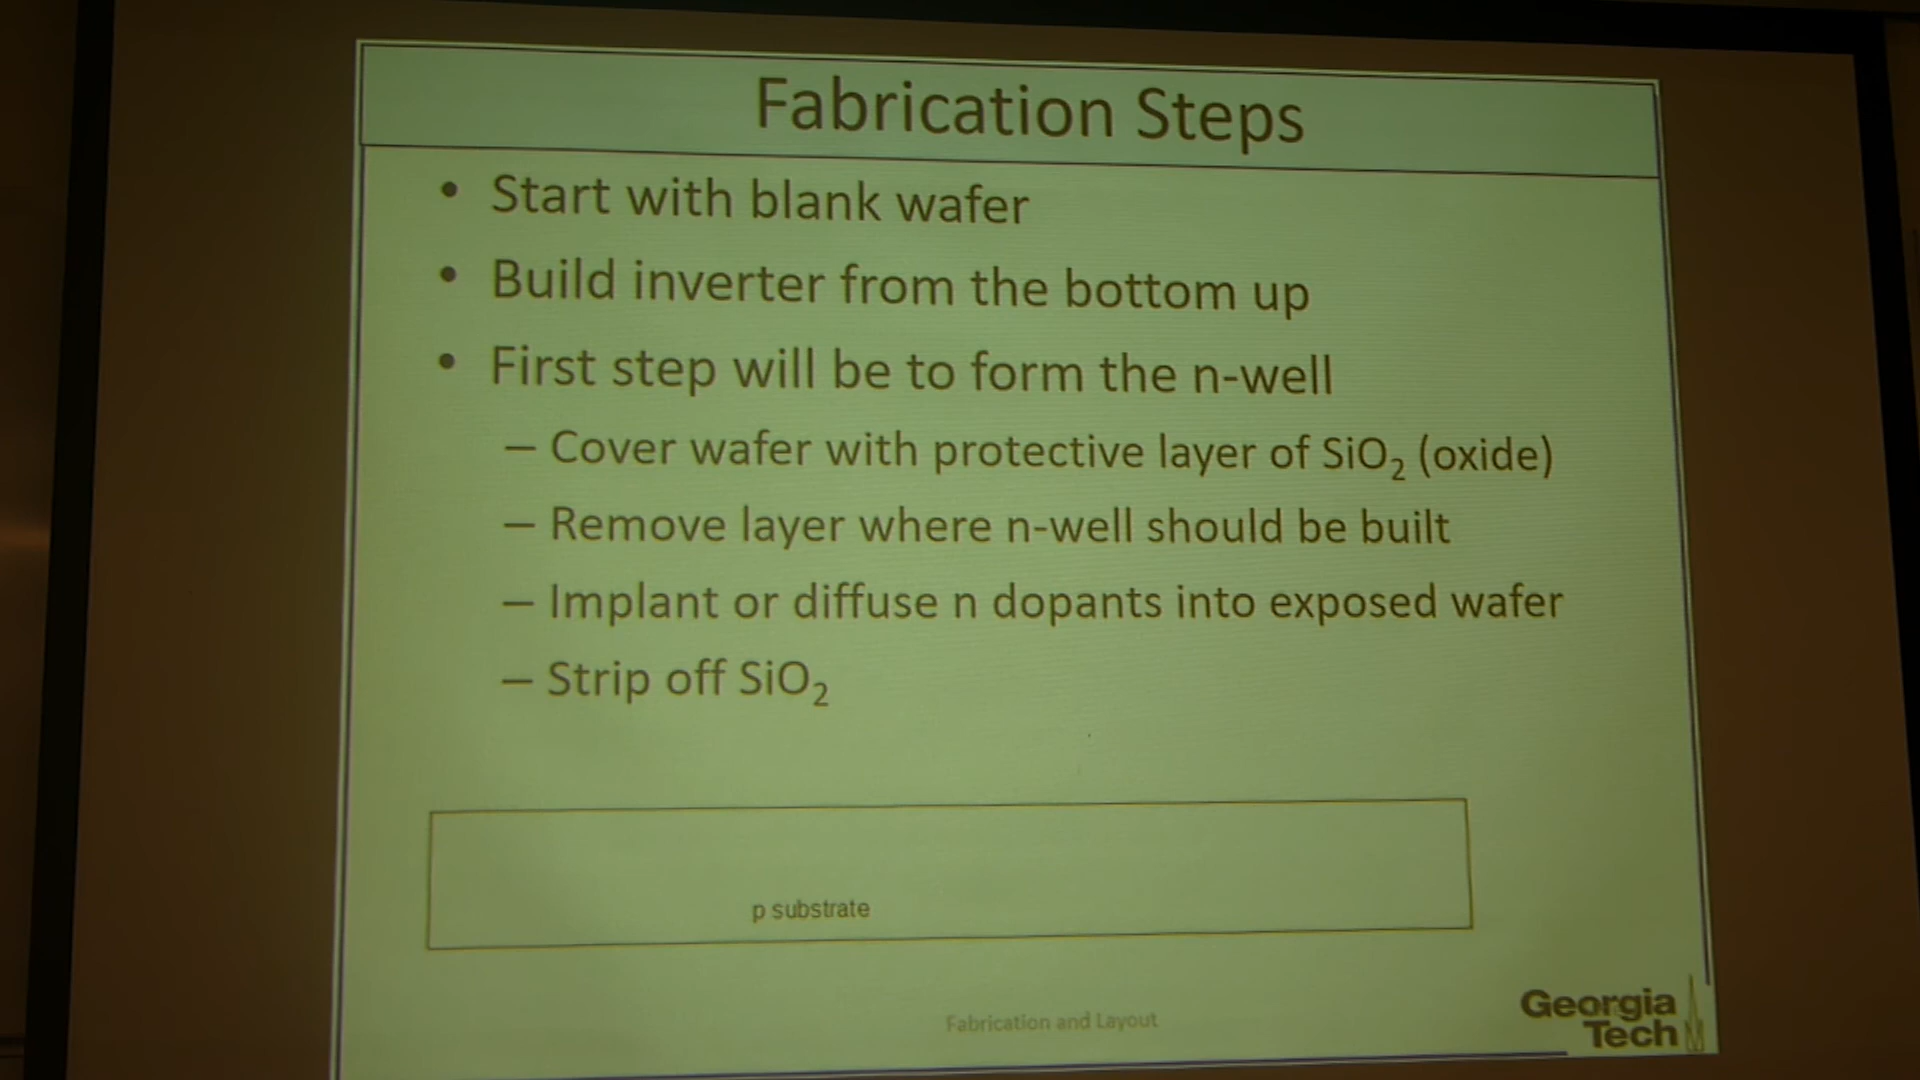 Fabrication Steps
• Start with blank wafer
• Build inverter from the bottom up
• First step will be to form the n-well
– Cover wafer with protective layer of SiO₂ (oxide)
– Remove layer where n-well should be built
– Implant or diffuse n dopants into exposed wafer
– Strip off SiO₂
p substrate
Fabrication and Layout
Georgia
Tech